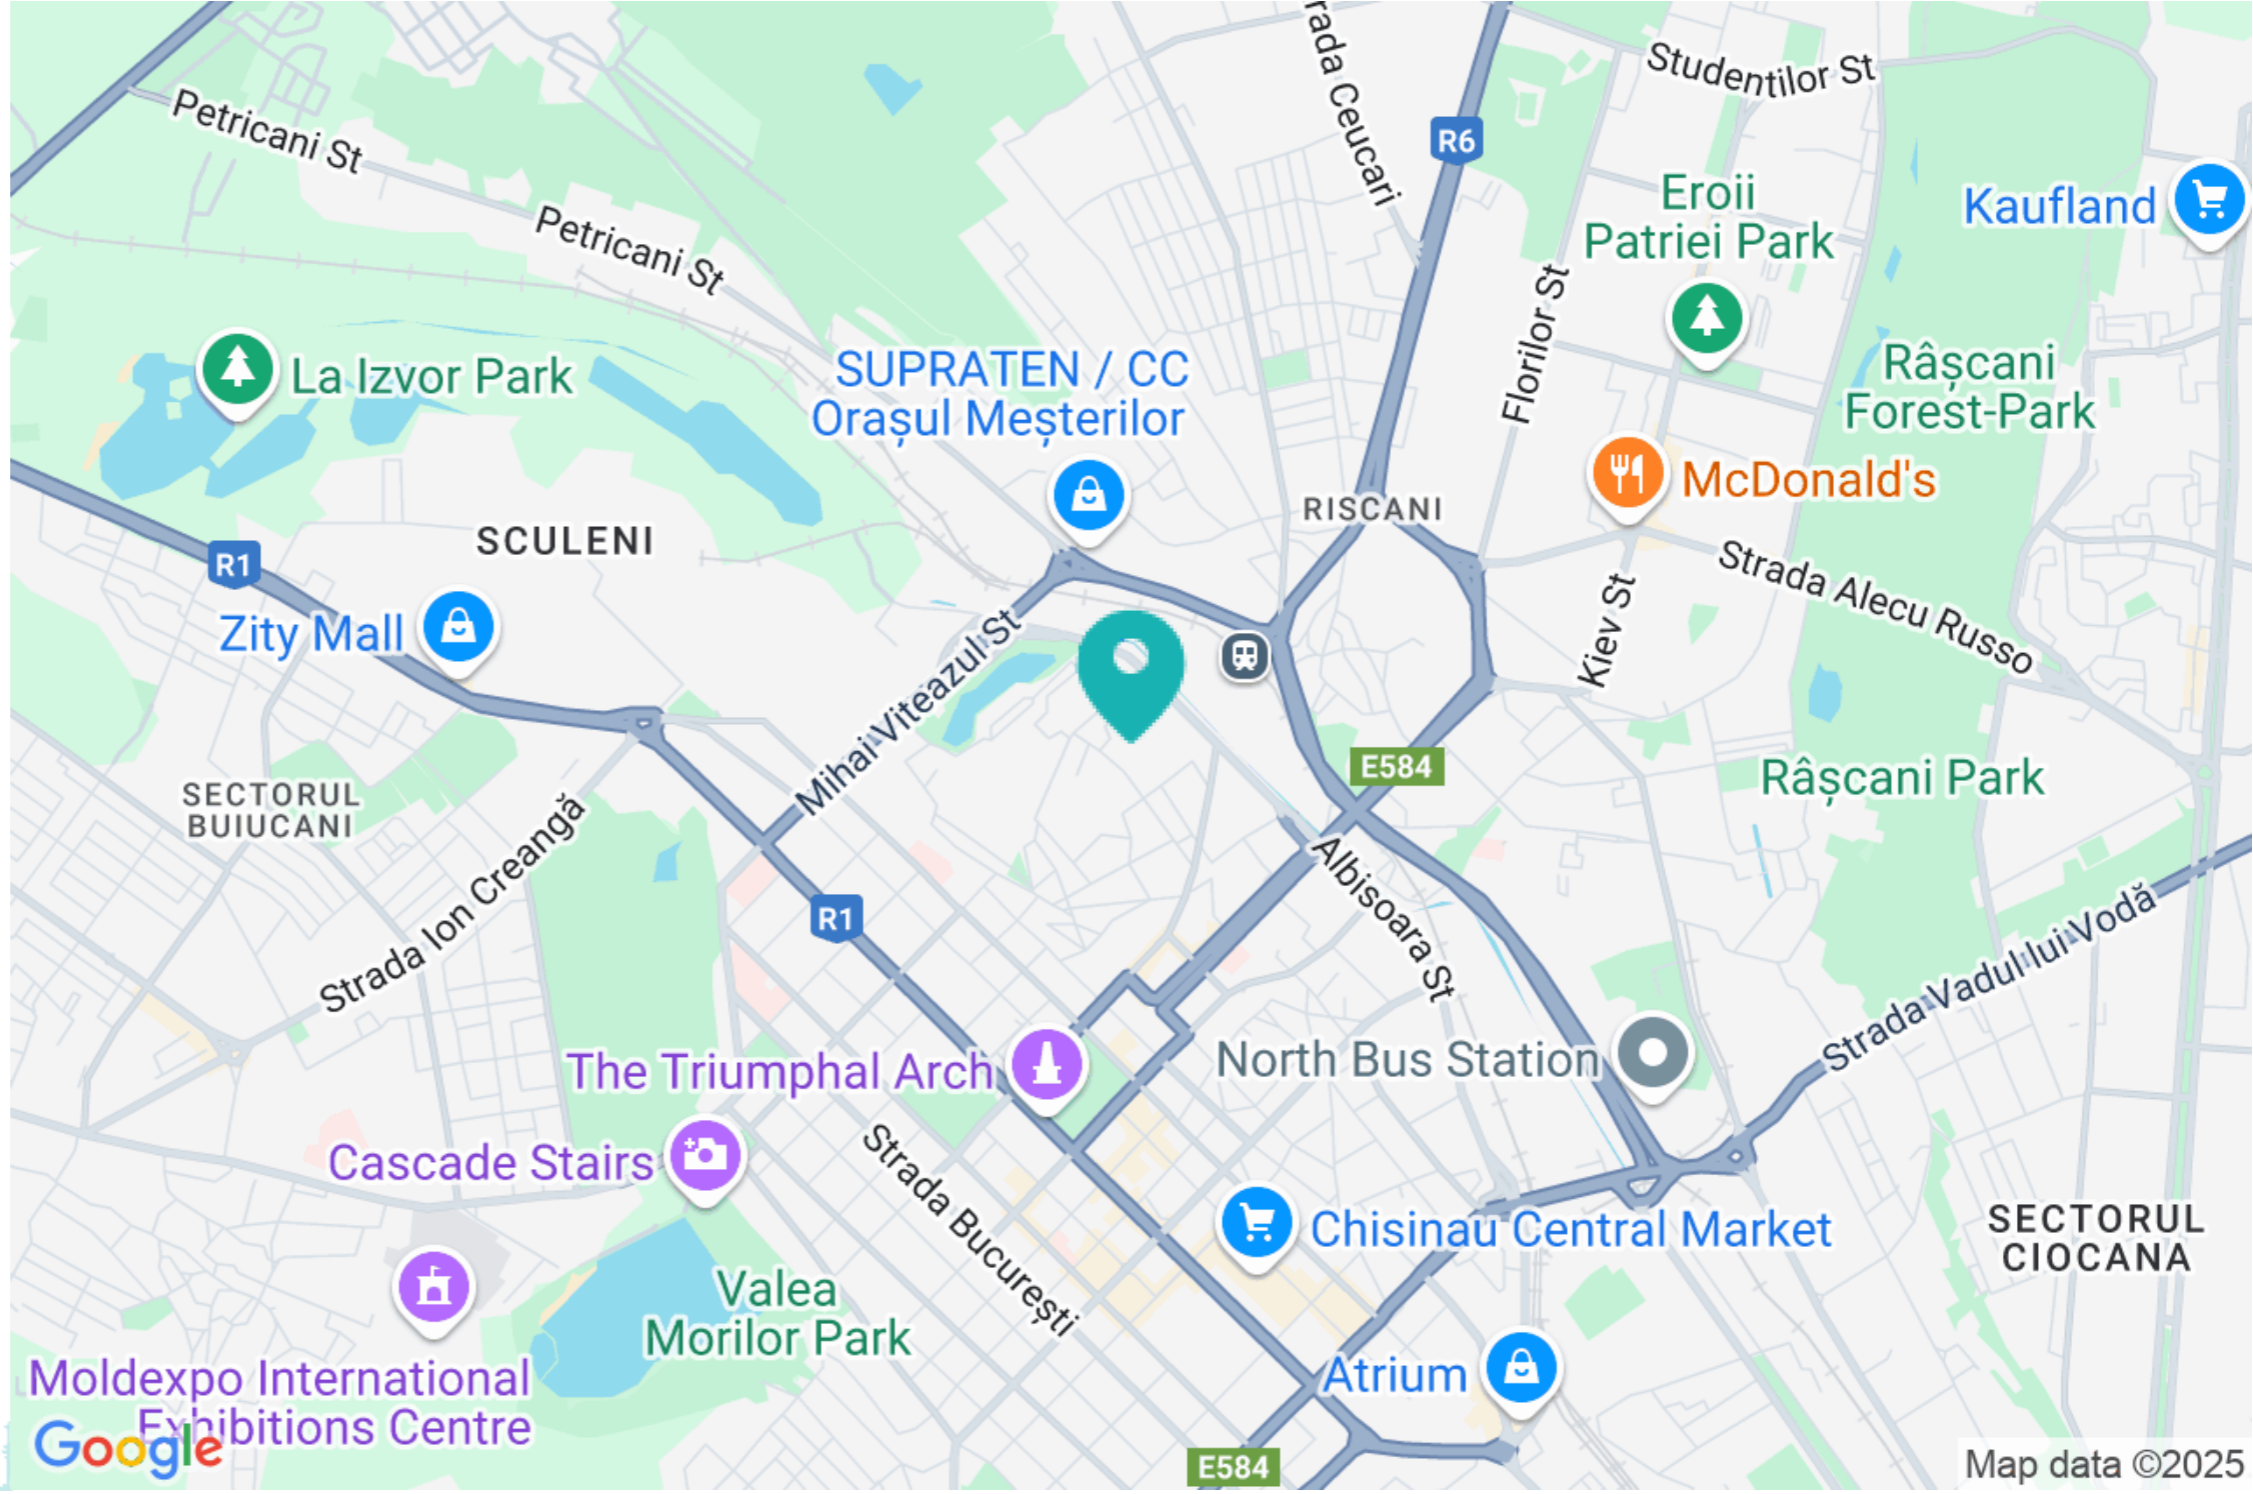 Studentilor St
Strada Ceucari
Petricani St
R6
Eroii
Patriei Park
Kaufland
Petricani St
Florilor St
La Izvor Park
SUPRATEN / CC
Orașul Meșterilor
Râșcani
Forest-Park
McDonald's
RISCANI
SCULENI
R1
Strada Alecu Russo
Zity Mall
Kiev St
Mihai Viteazul St
E584
Râșcani Park
SECTORUL
BUIUCANI
Strada Ion Creangă
R1
Albisoara St
Strada Vadul lui Vodă
North Bus Station
The Triumphal Arch
Cascade Stairs
Strada București
Chisinau Central Market
SECTORUL
CIOCANA
Valea
Morilor Park
Moldexpo International
Exhibitions Centre
Atrium
Google
E584
Map data ©2025